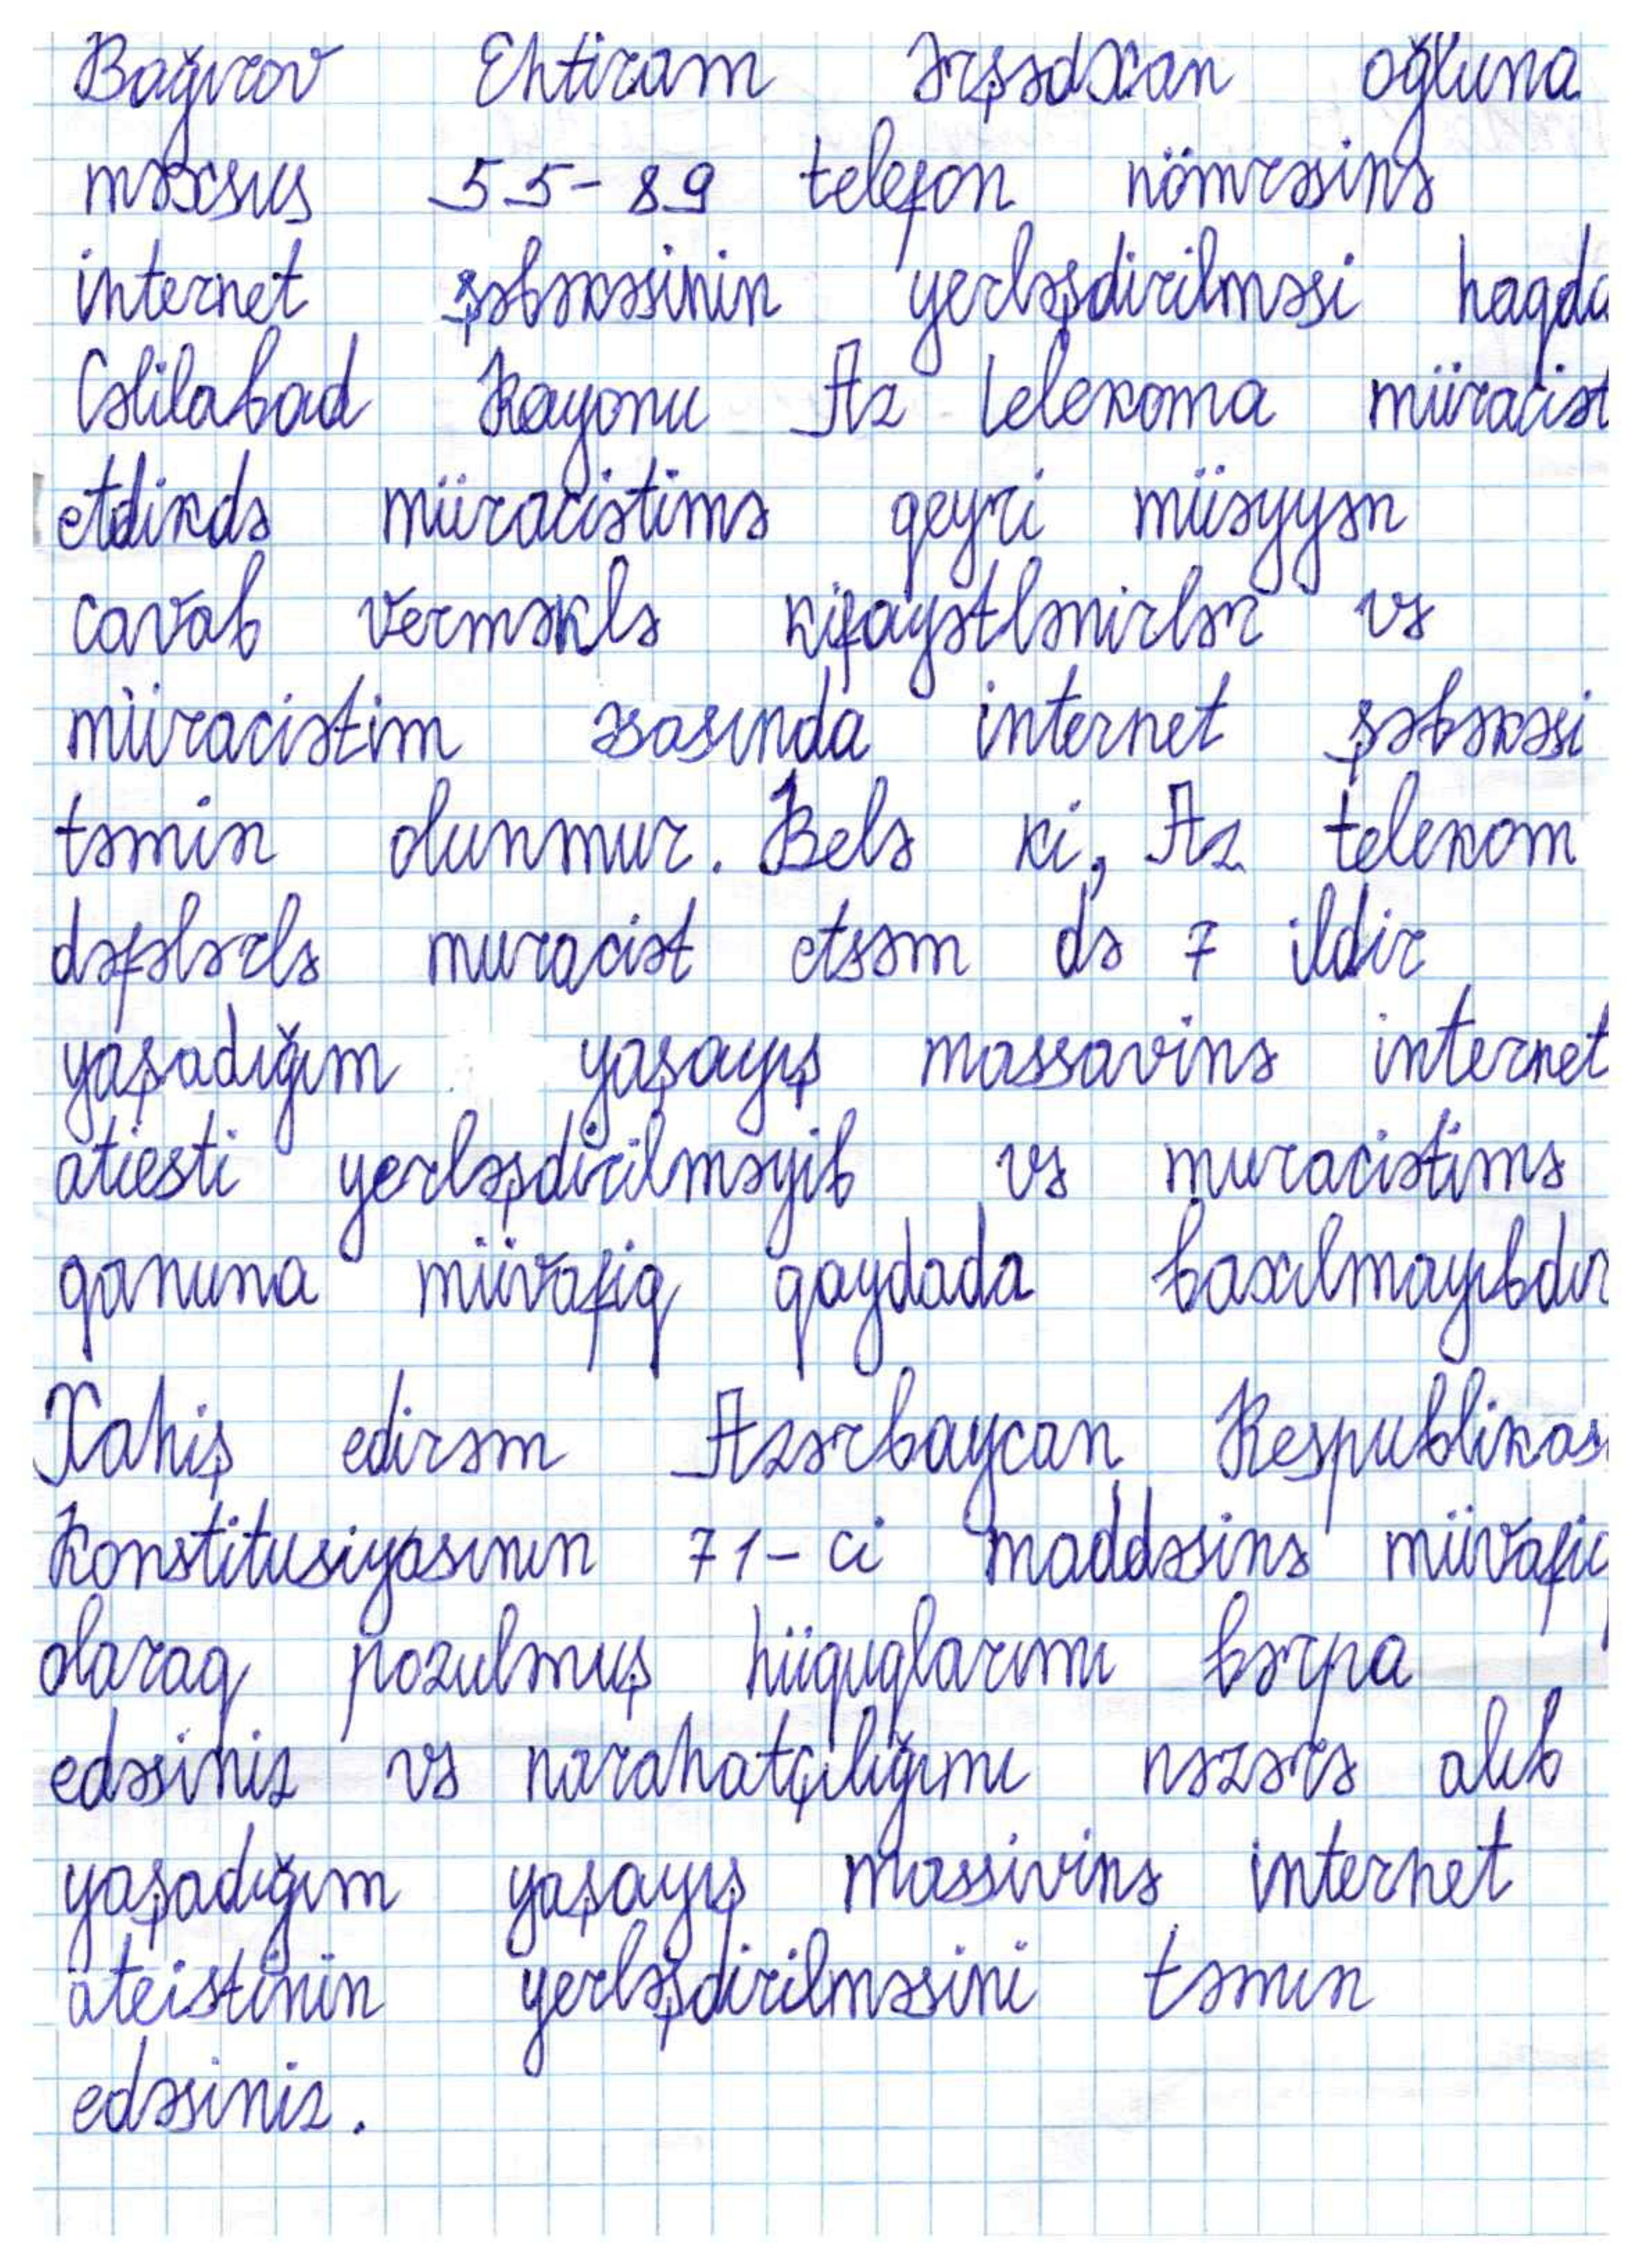 Bağırov Ehtiram Ərşədxan oğluna
məxsus 55-89 telefon nömrəsinə
internet şəbəkəsinin yerləşdirilməsi haqda
Cəlilabad Rayonu Az telekoma müraciət
etdikdə müraciətimə qeyri müəyyən
cavab verməklə kifayətlənirlər və
müraciətim əsasında internet şəbəkəsi
təmin olunmur. Belə ki, Az telekom
dəfələrlə muraciət etsəm də 7 ildir
yaşadığım yaşayış massavinə internet
atiesti yerləşdirilməyib və muraciətimə
qanuna müvafiq qaydada baxılmayıbdır
Xahiş edirəm Azərbaycan Respublikası
Konstitusiyasının 71-ci maddəsinə müvafiq
olaraq pozulmuş hüquqlarımı bərpa
edəsiniz və narahatçılığımı nəzərə alıb
yaşadığım yaşayış massivinə internet
ateistinin yerləşdirilməsini təmin
edəsiniz.